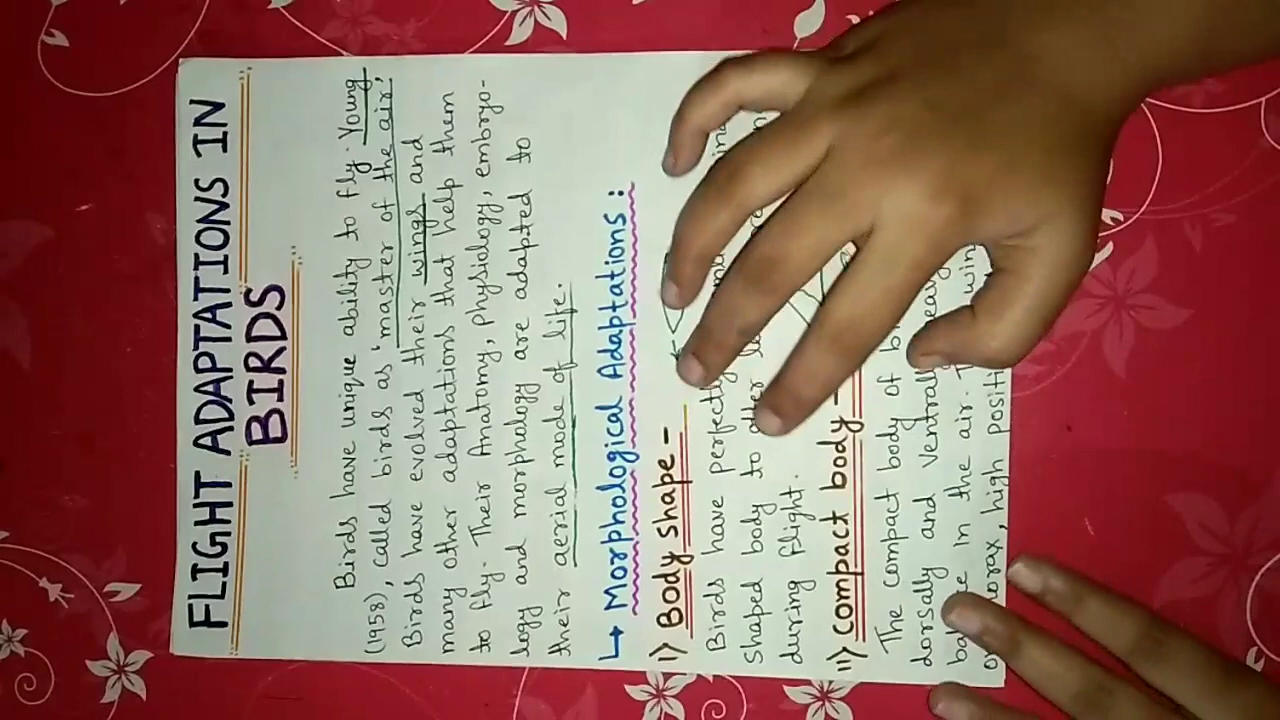 FLIGHT ADAPTATIONS IN
BIRDS
Birds have unique ability to fly. Young
(1958), called birds as 'master of the air',
Birds have evolved their wings and
many other adaptations that help them
to fly. Their Anatomy, physiology, embryo-
logy and morphology are adapted to
their aerial mode of life.
↳ Morphological Adaptations :
i) Body shape -
Birds have perfectly
shaped body to offer
during flight.
ii) Compact body -
The compact body of
dorsally and ventrally
in the air.
high